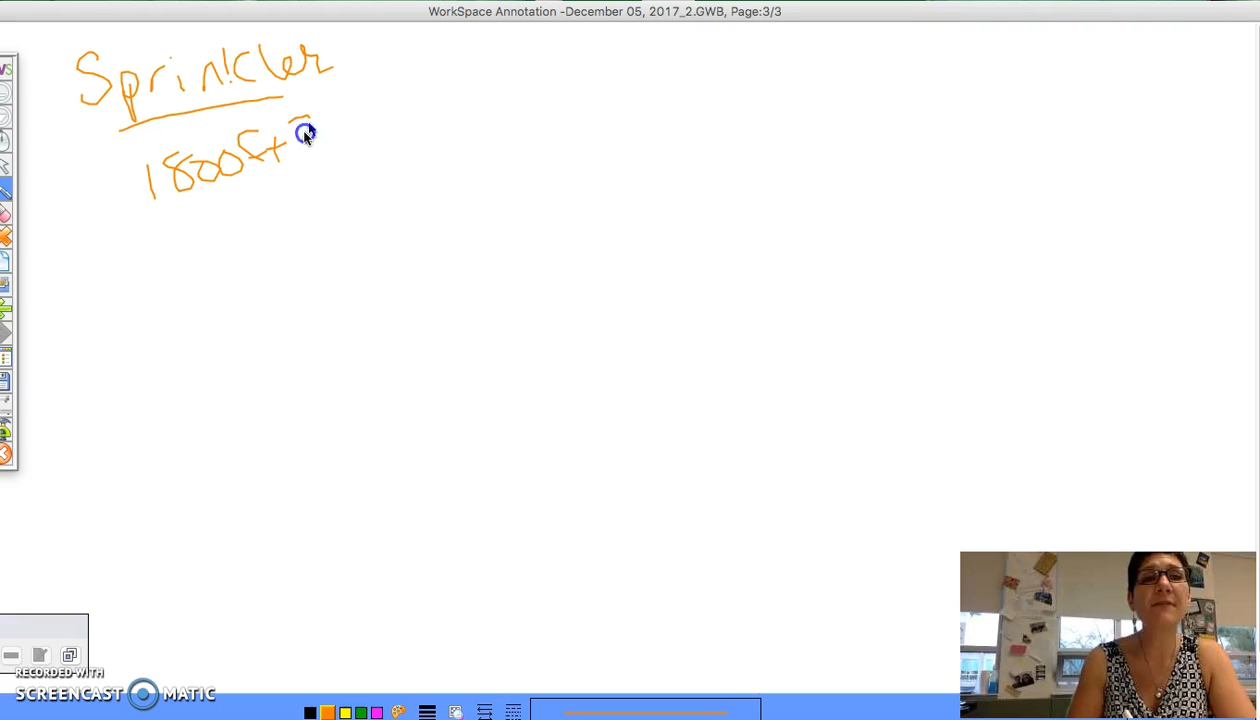 WorkSpace Annotation -December 05, 2017_2.GWB, Page:3/3
Sprinkler
1800ft
RECORDED WITH
SCREENCAST MATIC